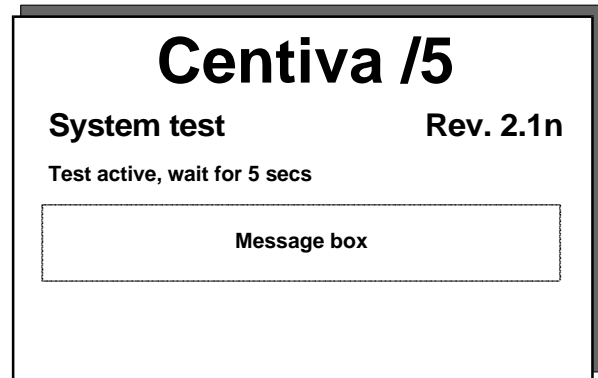 Centiva /5
System test Rev. 2.1n
Test active, wait for 5 secs
Message box